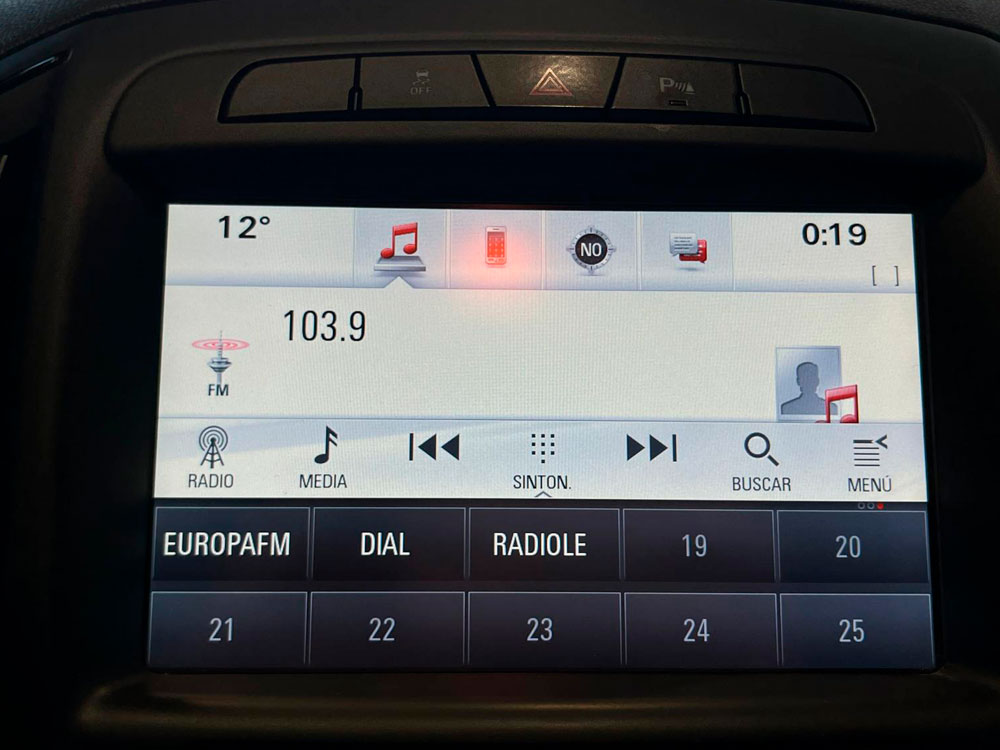 OFF
P
12°
NO
0:19
[ ]
103.9
FM
RADIO
MEDIA
SINTON.
BUSCAR
MENÚ
EUROPAFM
DIAL
RADIOLE
19
20
21
22
23
24
25